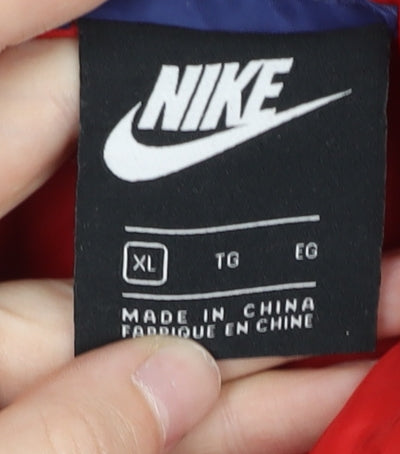 NIKE
XL TG EG
MADE IN CHINA
FABRIQUE EN CHINE